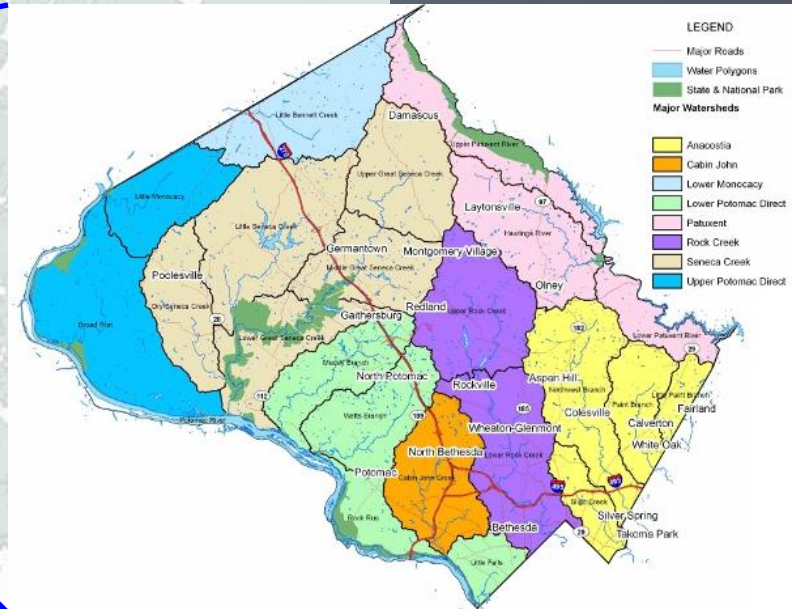 LEGEND
Major Roads
Water Polygons
State & National Park
Major Watersheds
Anacostia
Cabin John
Lower Monocacy
Lower Potomac Direct
Patuxent
Rock Creek
Seneca Creek
Upper Potomac Direct
Little Bennett Creek
Damascus
Upper Patuxent River
Upper Great Seneca Creek
Little Monocacy
Laytonsville
97
Hawlings River
Little Seneca Creek
Germantown
Montgomery Village
Middle Great Seneca Creek
Poolesville
Olney
Dry Seneca Creek
Redland
Upper Rock Creek
Gaithersburg
28
Broad Run
182
Lower Great Seneca Creek
Lower Patuxent River
29
Muddy Branch
North Potomac
Rockville
Aspen Hill
Northwest Branch
Little Paint Branch
112
Paint Branch
Fairland
Colesville
Watts Branch
189
185
Potomac River
Calverton
Wheaton-Glenmont
White Oak
North Bethesda
Lower Rock Creek
Potomac
Cabin John Creek
495
Sligo Creek
Rock Run
Silver Spring
Bethesda
29
Takoma Park
Little Falls